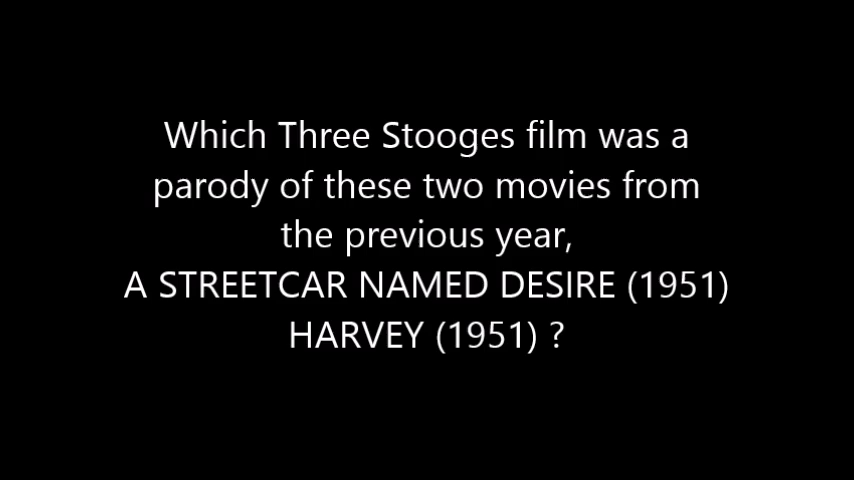 Which Three Stooges film was a
parody of these two movies from
the previous year,
A STREETCAR NAMED DESIRE (1951)
HARVEY (1951) ?